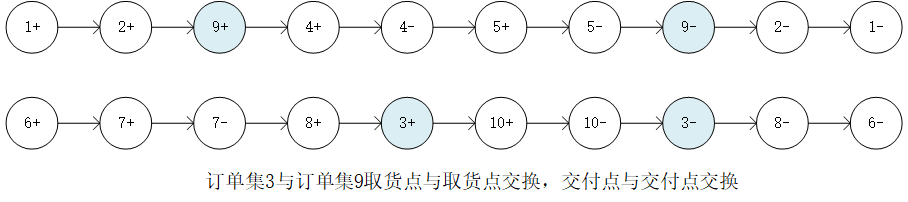 1+ 2+ 9+ 4+ 4- 5+ 5- 9- 2- 1-
6+ 7+ 7- 8+ 3+ 10+ 10- 3- 8- 6-
订单集3与订单集9取货点与取货点交换，交付点与交付点交换